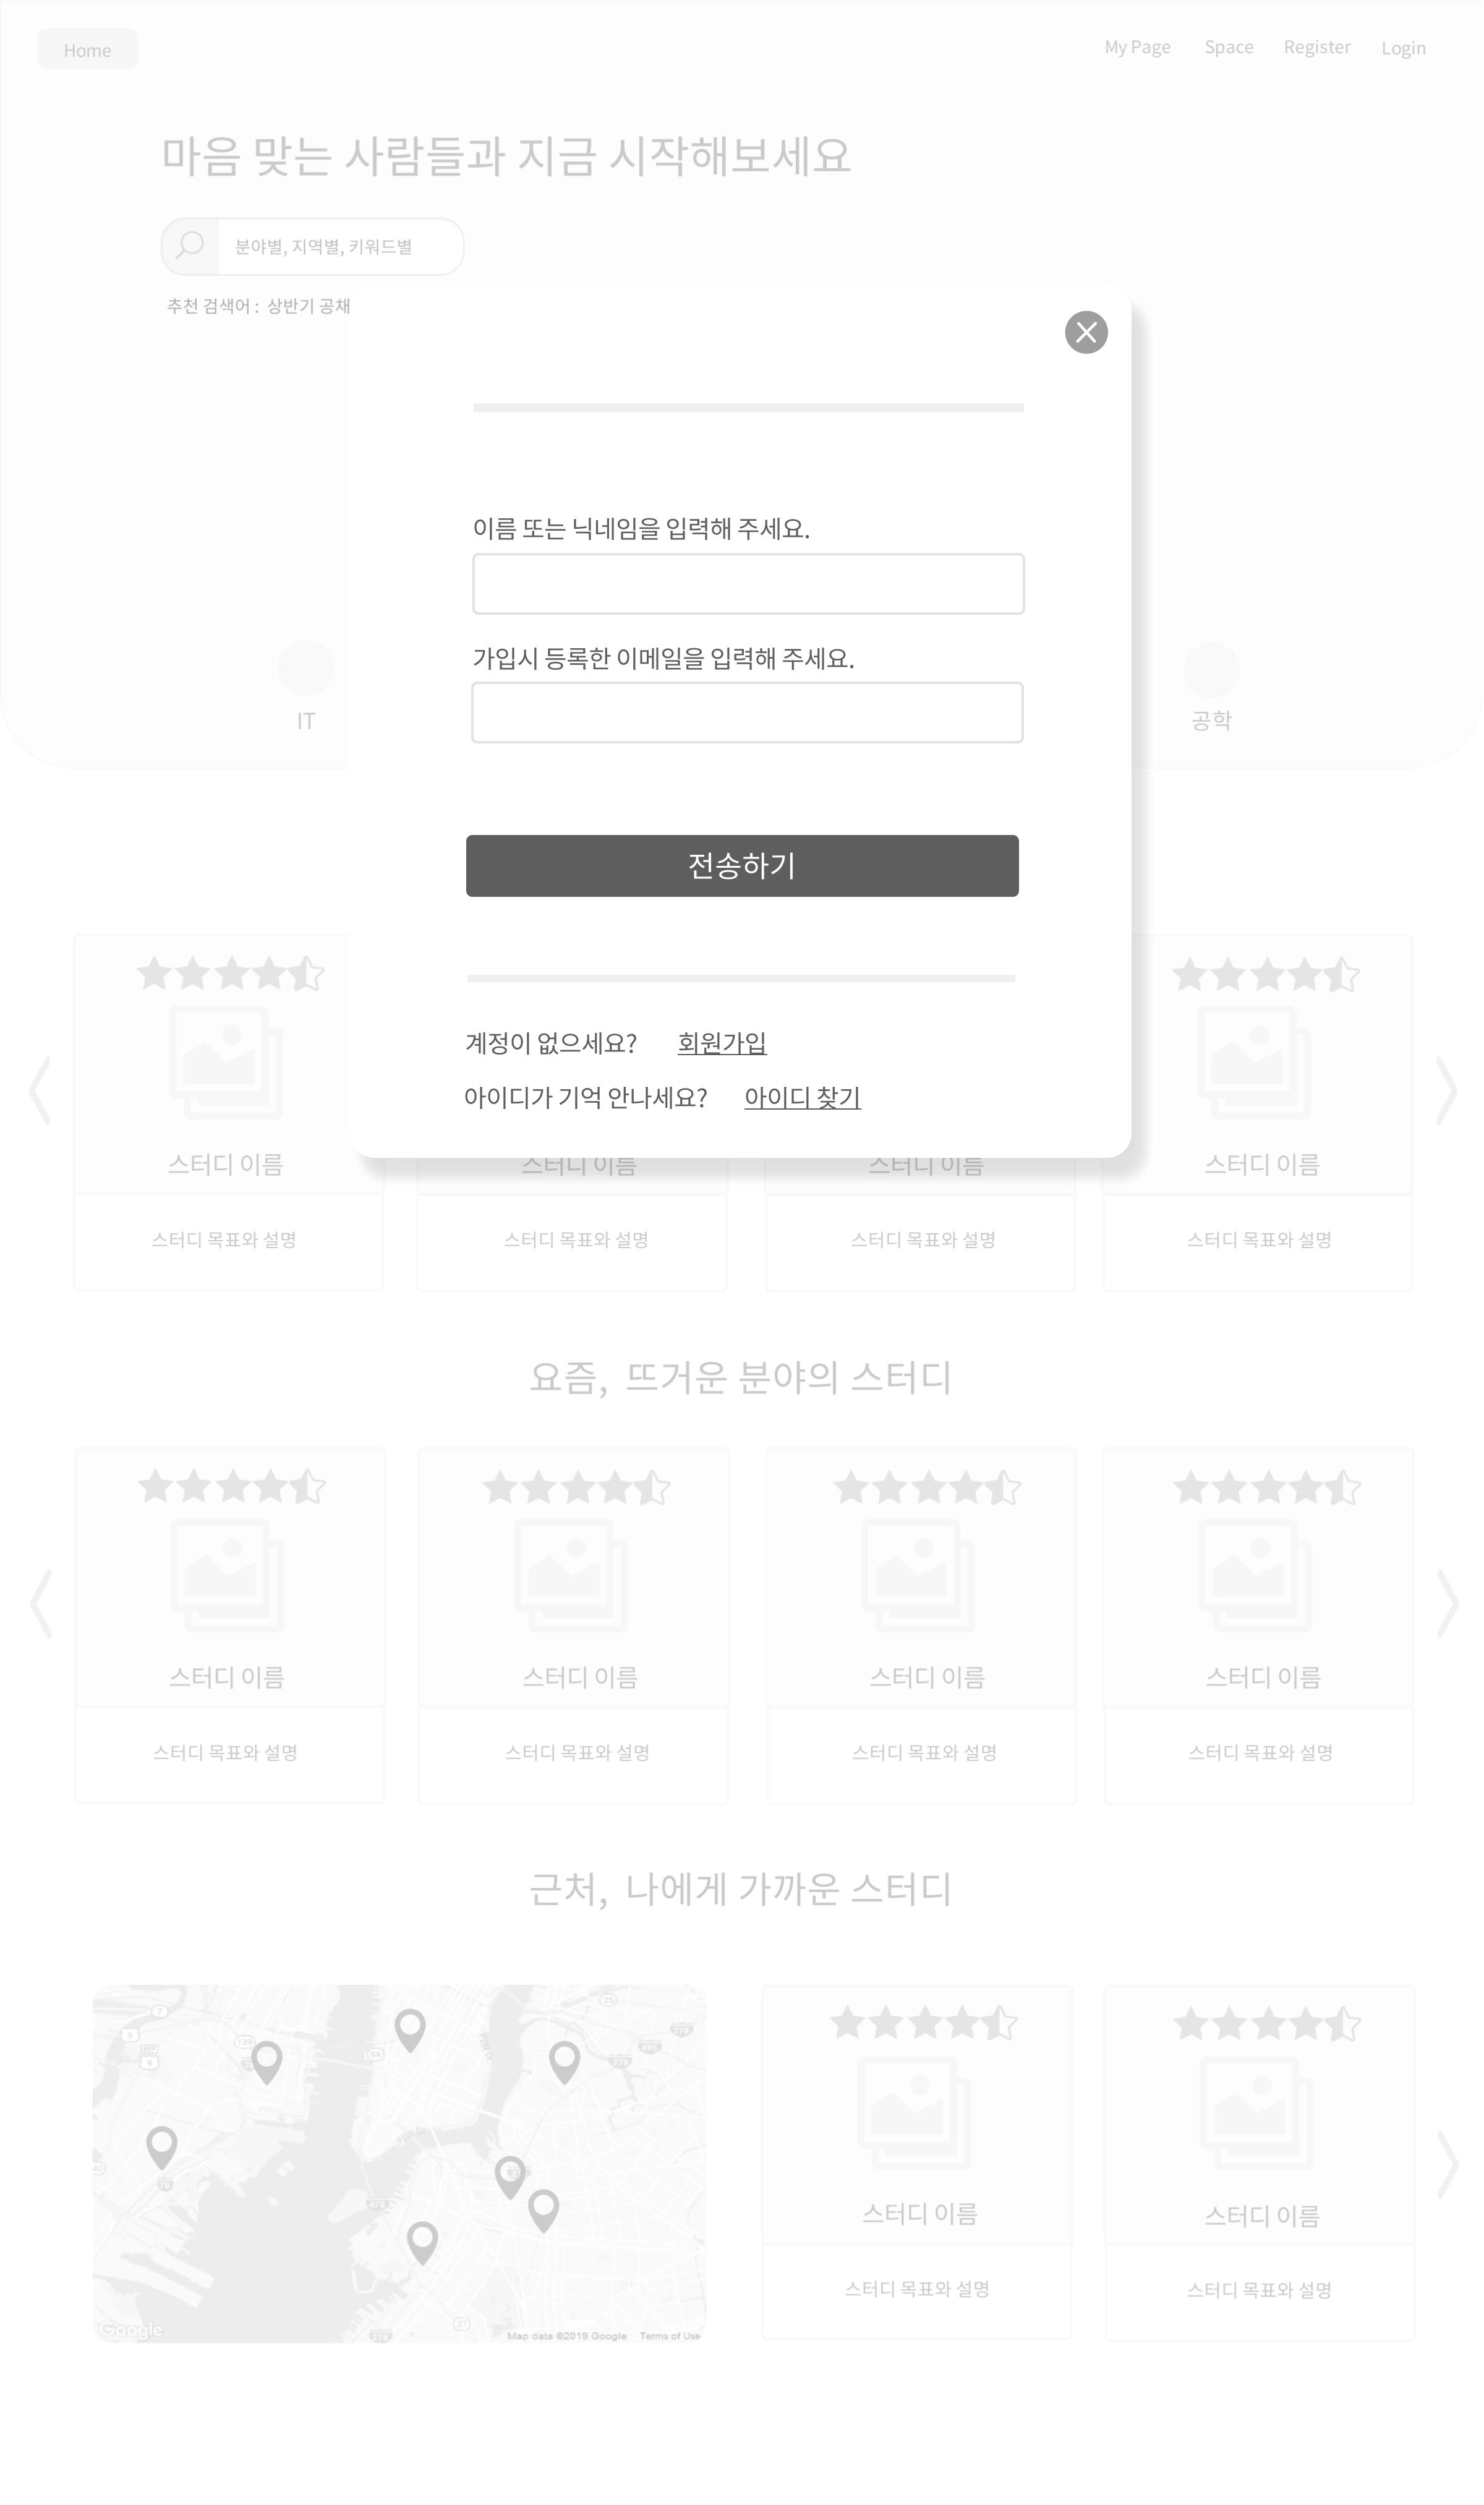 Home
My Page Space Register Login
마음 맞는 사람들과 지금 시작해보세요
분야별, 지역별, 키워드별
추천 검색어 : 상반기 공채
이름 또는 닉네임을 입력해 주세요.
가입시 등록한 이메일을 입력해 주세요.
IT
공학
전송하기
계정이 없으세요? 회원가입
아이디가 기억 안나세요? 아이디 찾기
스터디 이름 스터디 이름 스터디 이름 스터디 이름
스터디 목표와 설명 스터디 목표와 설명 스터디 목표와 설명 스터디 목표와 설명
요즘, 뜨거운 분야의 스터디
스터디 이름 스터디 이름 스터디 이름 스터디 이름
스터디 목표와 설명 스터디 목표와 설명 스터디 목표와 설명 스터디 목표와 설명
근처, 나에게 가까운 스터디
스터디 이름 스터디 이름
스터디 목표와 설명 스터디 목표와 설명
Google
Map data ©2019 Google Terms of Use